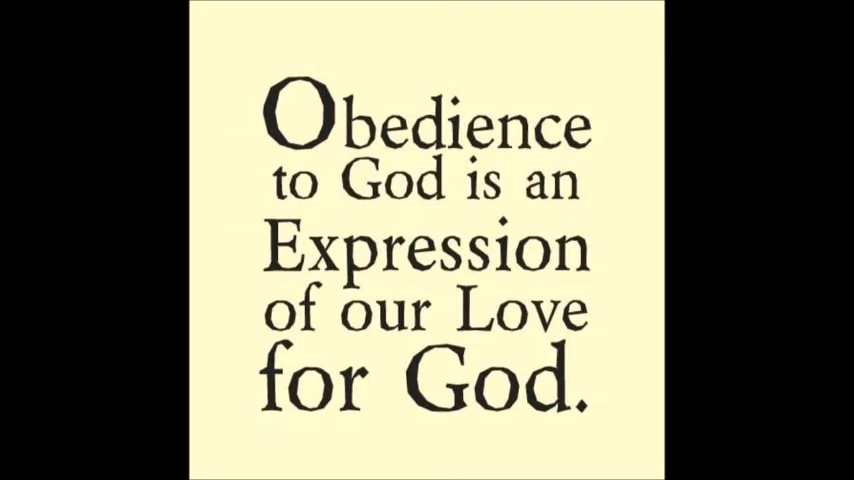 Obedience
to God is an
Expression
of our Love
for God.